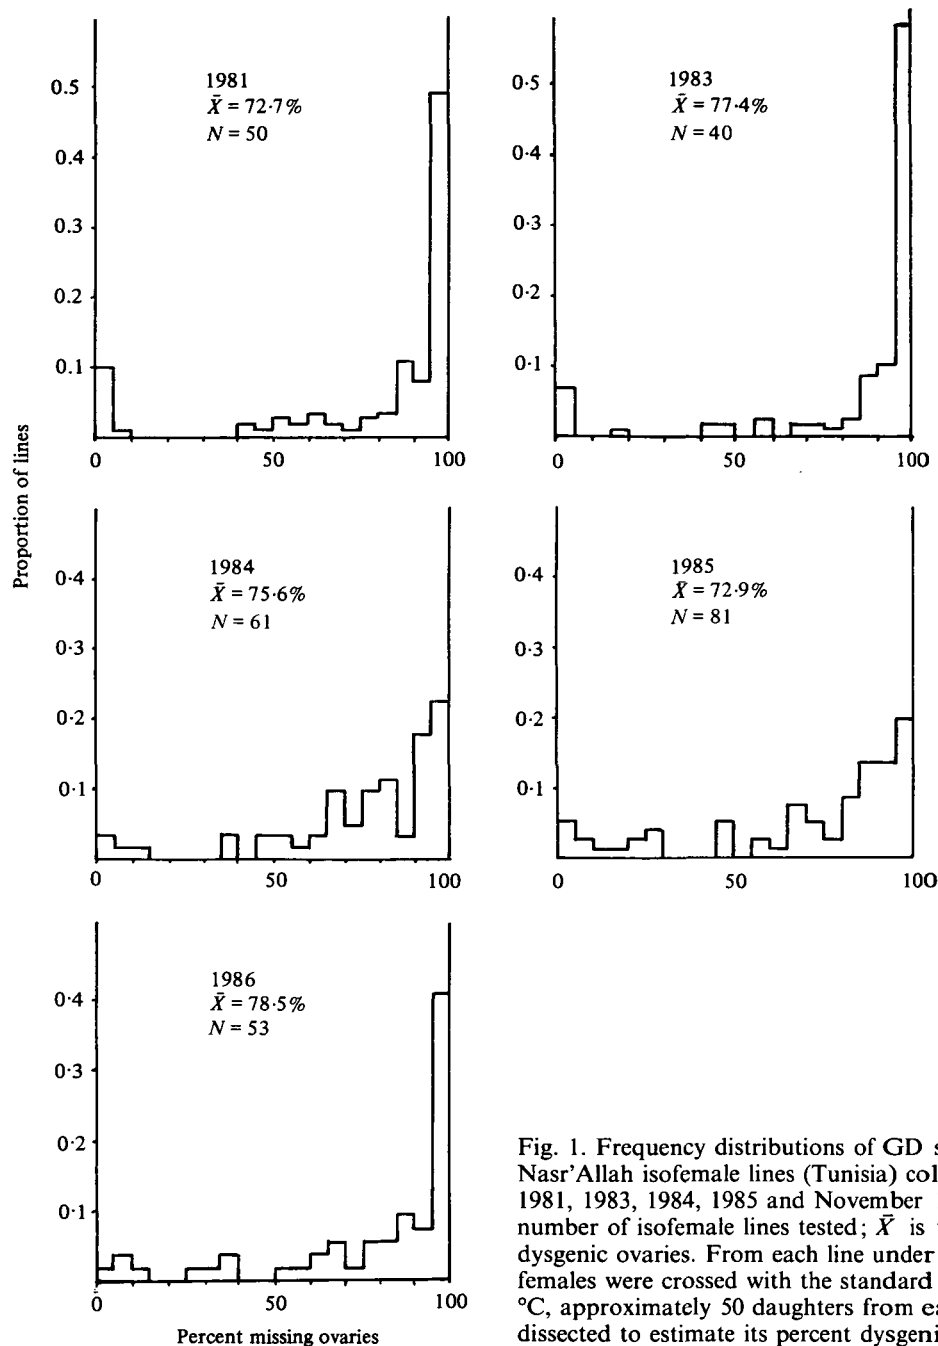 Proportion of lines
1981
X̄ = 72·7%
N = 50
0·5
0·4
0·3
0·2
0·1
0
50
100
1983
X̄ = 77·4%
N = 40
0·5
0·4
0·3
0·2
0·1
0
50
100
1984
X̄ = 75·6%
N = 61
0·4
0·3
0·2
0·1
0
50
100
1985
X̄ = 72·9%
N = 81
0·4
0·3
0·2
0·1
0
50
100
1986
X̄ = 78·5%
N = 53
0·4
0·3
0·2
0·1
0
50
100
Percent missing ovaries
Fig. 1. Frequency distributions of GD
Nasr'Allah isofemale lines (Tunisia)
1981, 1983, 1984, 1985 and November
number of isofemale lines tested; X̄ is
dysgenic ovaries. From each line under
females were crossed with the standard
°C, approximately 50 daughters from
dissected to estimate its percent